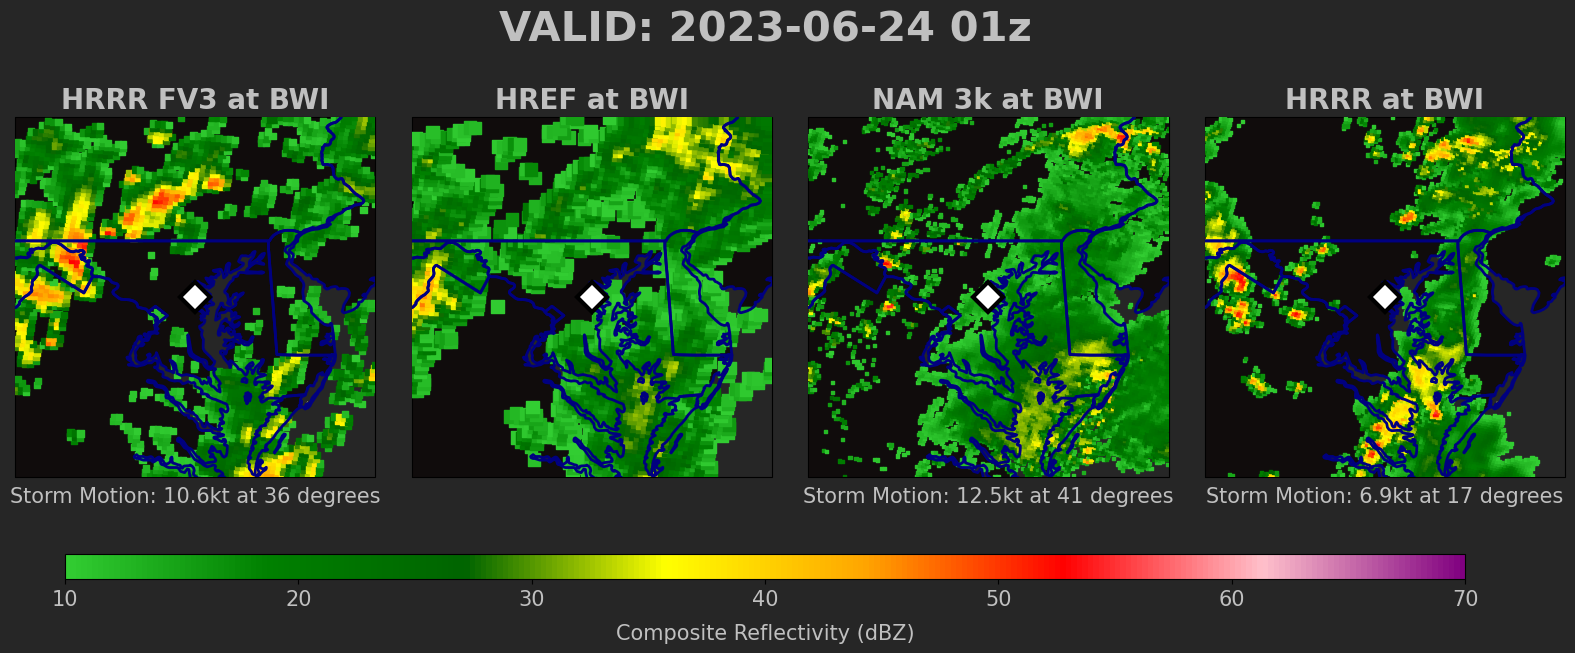 VALID: 2023-06-24 01z
HRRR FV3 at BWI
HREF at BWI
NAM 3k at BWI
HRRR at BWI
Storm Motion: 10.6kt at 36 degrees
Storm Motion: 12.5kt at 41 degrees
Storm Motion: 6.9kt at 17 degrees
10 20 30 40 50 60 70
Composite Reflectivity (dBZ)